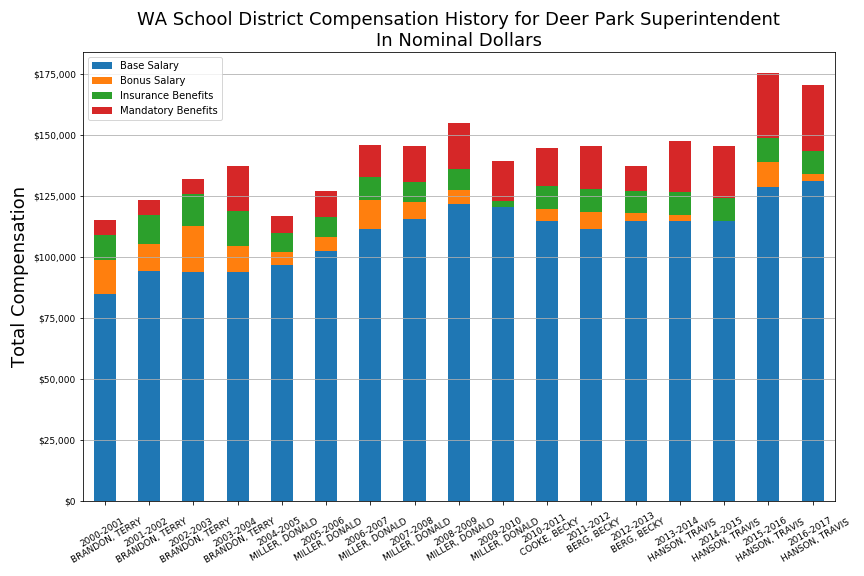 WA School District Compensation History for Deer Park Superintendent
In Nominal Dollars
Base Salary
Bonus Salary
Insurance Benefits
Mandatory Benefits
Total Compensation
$175,000
$150,000
$125,000
$100,000
$75,000
$50,000
$25,000
$0
2000-2001
BRANDON, TERRY
2001-2002
BRANDON, TERRY
2002-2003
BRANDON, TERRY
2003-2004
BRANDON, TERRY
2004-2005
MILLER, DONALD
2005-2006
MILLER, DONALD
2006-2007
MILLER, DONALD
2007-2008
MILLER, DONALD
2008-2009
MILLER, DONALD
2009-2010
MILLER, DONALD
2010-2011
COOKE, BECKY
2011-2012
BERG, BECKY
2012-2013
BERG, BECKY
2013-2014
HANSON, TRAVIS
2014-2015
HANSON, TRAVIS
2015-2016
HANSON, TRAVIS
2016-2017
HANSON, TRAVIS